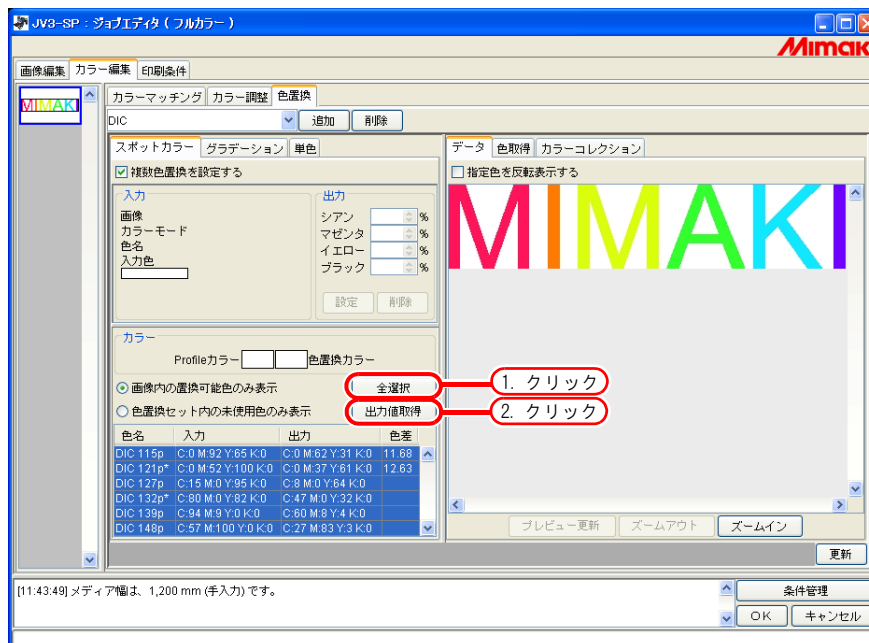 JV3-SP : ジョブエディタ ( フルカラー )
Mimaki
画像編集 カラー編集 印刷条件
MIMAKI
カラーマッチング カラー調整 色置換
DIC 追加 削除
スポットカラー グラデーション 単色
複数色置換を設定する
入力
画像
カラーモード
色名
入力色
出力
シアン %
マゼンタ %
イエロー %
ブラック %
設定 削除
カラー
Profileカラー 色置換カラー
画像内の置換可能色のみ表示 全選択
色置換セット内の未使用色のみ表示 出力値取得
1. クリック
2. クリック
色名 入力 出力 色差
DIC 115p C:0 M:92 Y:65 K:0 C:0 M:62 Y:31 K:0 11.68
DIC 121p* C:0 M:52 Y:100 K:0 C:0 M:37 Y:61 K:0 12.63
DIC 127p C:15 M:0 Y:95 K:0 C:8 M:0 Y:64 K:0
DIC 132p* C:80 M:0 Y:82 K:0 C:47 M:0 Y:32 K:0
DIC 139p C:94 M:9 Y:0 K:0 C:60 M:8 Y:4 K:0
DIC 148p C:57 M:100 Y:0 K:0 C:27 M:83 Y:3 K:0
データ 色取得 カラーコレクション
指定色を反転表示する
MIMAKI
プレビュー更新 ズームアウト ズームイン
更新
[11:43:49] メディア幅は、1,200 mm (手入力) です。
条件管理
OK キャンセル